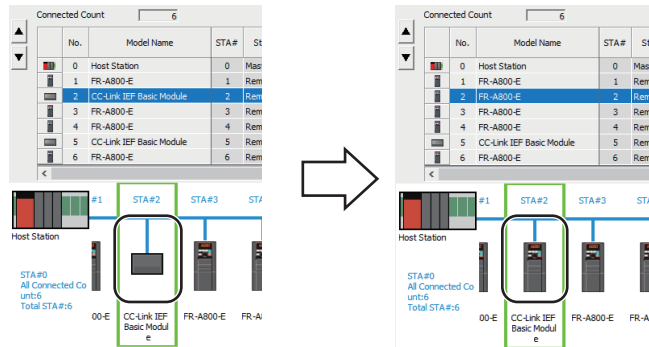 Connected Count 6
No. Model Name STA# St
0 Host Station 0 Mas
1 FR-A800-E 1 Rem
2 CC-Link IEF Basic Module 2 Rem
3 FR-A800-E 3 Rem
4 FR-A800-E 4 Rem
5 CC-Link IEF Basic Module 5 Rem
6 FR-A800-E 6 Rem
#1 STA#2 STA#3 STA
Host Station
STA#0
All Connected Co
unt:6
Total STA#:6
00-E CC-Link IEF FR-A800-E FR-A8
Basic Modul
e
Connected Count 6
No. Model Name STA# St
0 Host Station 0 Mas
1 FR-A800-E 1 Rem
2 FR-A800-E 2 Rem
3 FR-A800-E 3 Rem
4 FR-A800-E 4 Rem
5 CC-Link IEF Basic Module 5 Rem
6 FR-A800-E 6 Rem
#1 STA#2 STA#3 STA
Host Station
STA#0
All Connected Co
unt:6
Total STA#:6
00-E CC-Link IEF FR-A800-E FR-A
Basic Modul
e